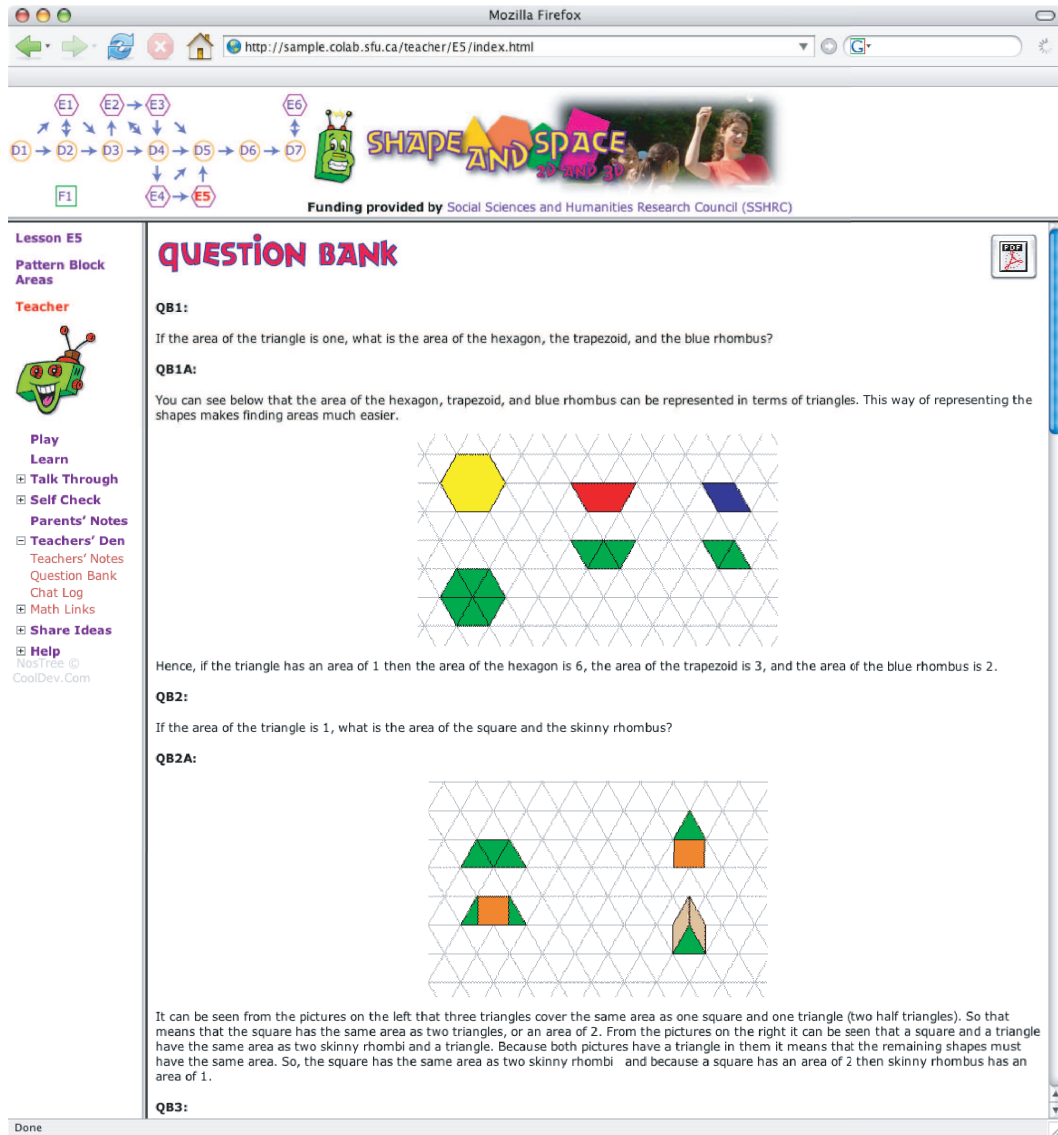 Mozilla Firefox
http://sample.colab.sfu.ca/teacher/E5/index.html
G
E1 E2 E3 E6
D1 D2 D3 D4 D5 D6 D7
F1 E4 E5
SHAPE AND SPACE
2D AND 3D
Funding provided by Social Sciences and Humanities Research Council (SSHRC)
Lesson E5
Pattern Block
Areas
Teacher
Play
Learn
Talk Through
Self Check
Parents' Notes
Teachers' Den
Teachers' Notes
Question Bank
Chat Log
Math Links
Share Ideas
Help
NosTree ©
CoolDev.Com
QUESTION BANK
PDF
QB1:
If the area of the triangle is one, what is the area of the hexagon, the trapezoid, and the blue rhombus?
QB1A:
You can see below that the area of the hexagon, trapezoid, and blue rhombus can be represented in terms of triangles. This way of representing the
shapes makes finding areas much easier.
Hence, if the triangle has an area of 1 then the area of the hexagon is 6, the area of the trapezoid is 3, and the area of the blue rhombus is 2.
QB2:
If the area of the triangle is 1, what is the area of the square and the skinny rhombus?
QB2A:
It can be seen from the pictures on the left that three triangles cover the same area as one square and one triangle (two half triangles). So that
means that the square has the same area as two triangles, or an area of 2. From the pictures on the right it can be seen that a square and a triangle
have the same area as two skinny rhombi and a triangle. Because both pictures have a triangle in them it means that the remaining shapes must
have the same area. So, the square has the same area as two skinny rhombi and because a square has an area of 2 then skinny rhombus has an
area of 1.
QB3:
Done